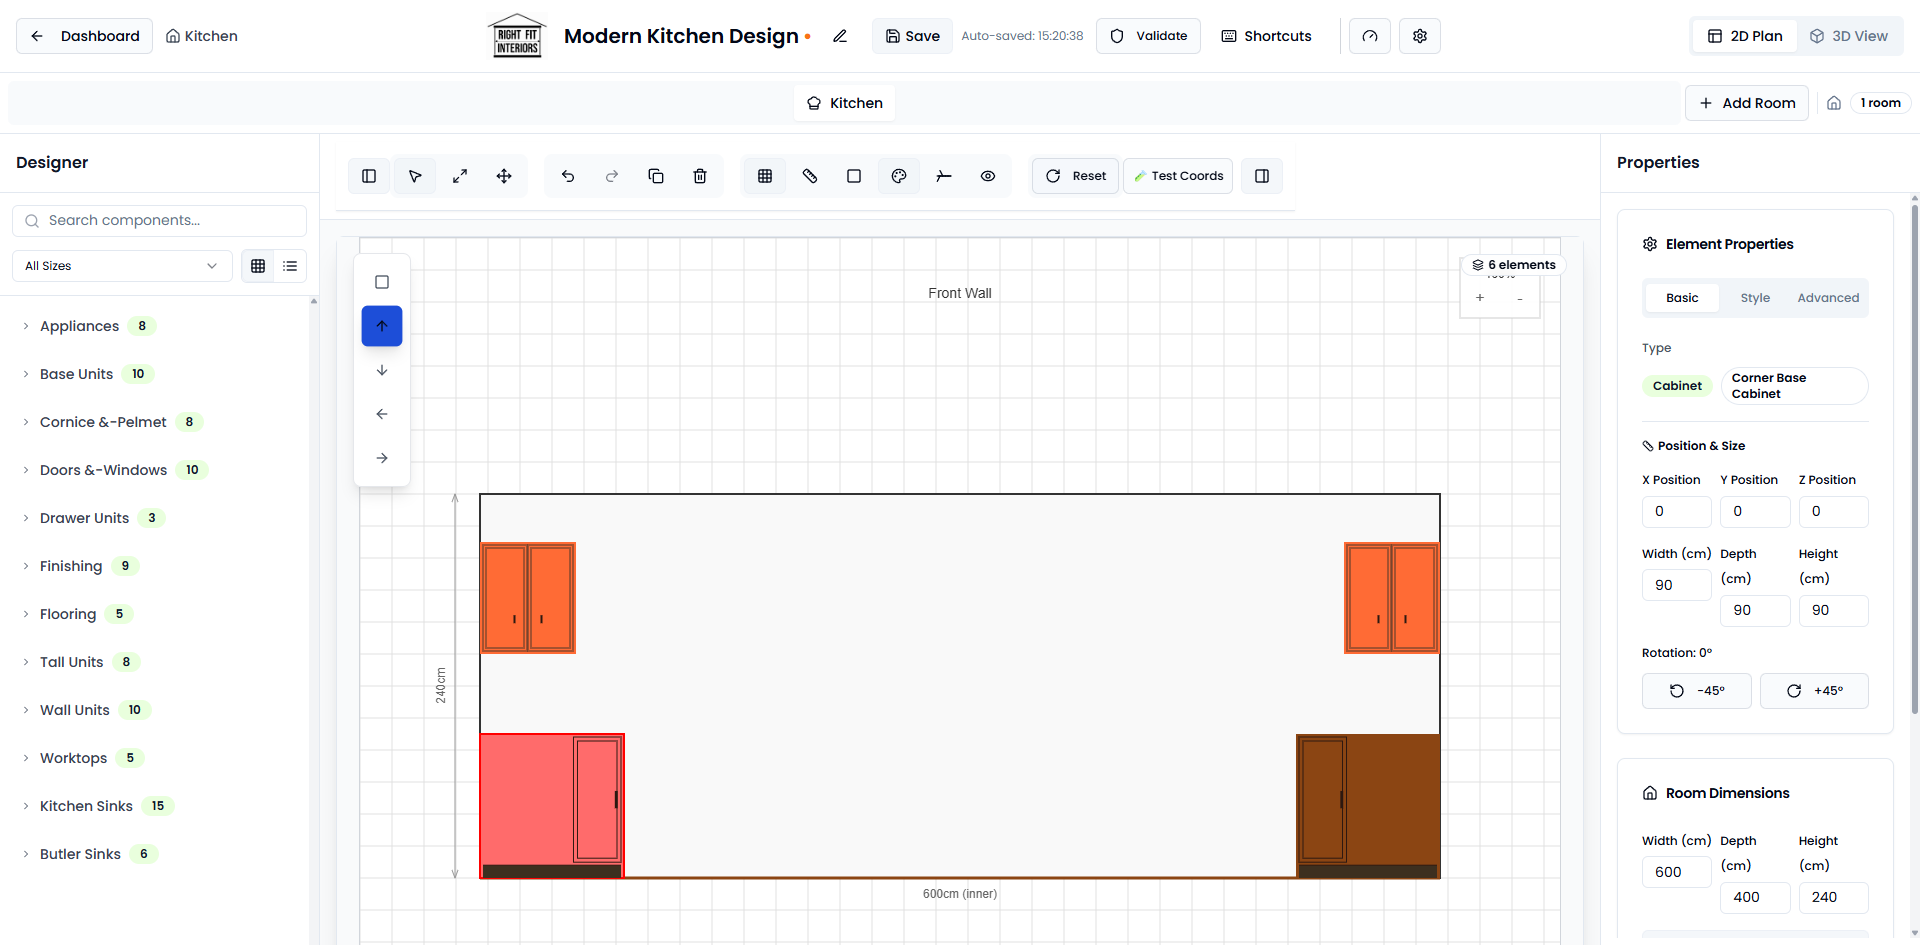 Dashboard
Kitchen
RIGHT FIT
INTERIORS
Modern Kitchen Design
Save
Auto-saved: 15:20:38
Validate
Shortcuts
2D Plan
3D View
Kitchen
Add Room
1 room
Designer
Search components...
All Sizes
Appliances 8
Base Units 10
Cornice &-Pelmet 8
Doors &-Windows 10
Drawer Units 3
Finishing 9
Flooring 5
Tall Units 8
Wall Units 10
Worktops 5
Kitchen Sinks 15
Butler Sinks 6
Reset
Test Coords
Front Wall
6 elements
+ -
240cm
600cm (inner)
Properties
Element Properties
Basic Style Advanced
Type
Cabinet
Corner Base
Cabinet
Position & Size
X Position Y Position Z Position
0 0 0
Width (cm) Depth (cm) Height (cm)
90 90 90
Rotation: 0°
-45° +45°
Room Dimensions
Width (cm) Depth (cm) Height (cm)
600 400 240